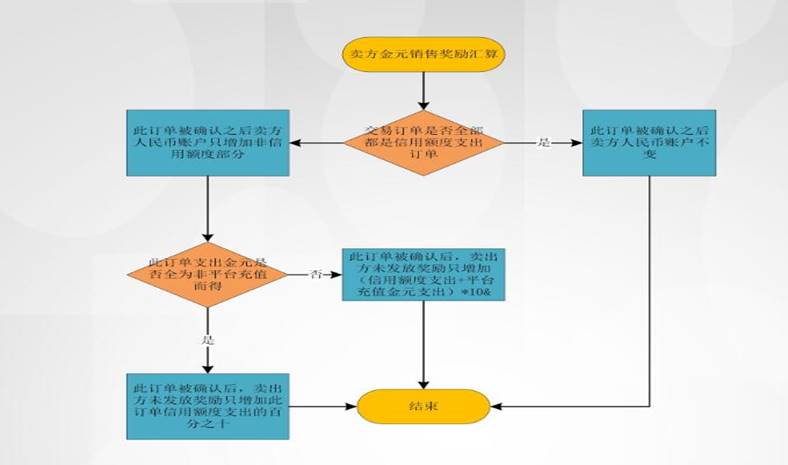 卖方金元销售奖励汇算
此订单被确认之后卖方
人民币账户只增加非信
用额度部分
交易订单是否全部
都是信用额度支出
订单
是
此订单被确认之后
卖方人民币账户不
变
此订单支出金元是
否全为非平台充值
而得
否
此订单被确认后，卖出
方未发放奖励只增加
（信用额度支出+平台
充值金元支出）*10&
是
此订单被确认后，卖出
方未发放奖励只增加此
订单信用额度支出的百
分之十
结束